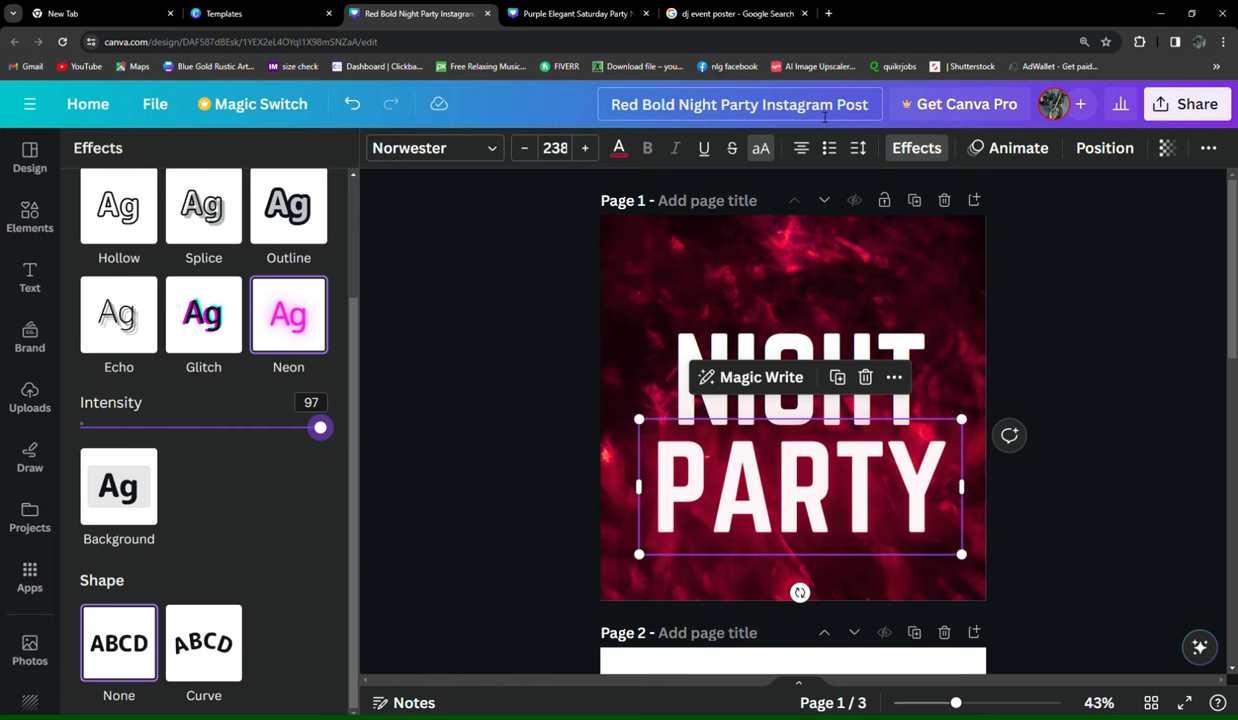 New Tab
Templates
Red Bold Night Party Instagram
Purple Elegant Saturday Party N
dj event poster - Google Search
canva.com/design/DAF587dBEsk/1YEX2eL4OYqI1X98mSNZaA/edit
Gmail
YouTube
Maps
Blue Gold Rustic Art...
size check
Dashboard | Clickba...
Free Relaxing Music...
FIVERR
Download file – you...
nlg facebook
AI Image Upscaler...
quikrjobs
| Shutterstock
AdWallet - Get paid...
Home
File
Magic Switch
Red Bold Night Party Instagram Post
Get Canva Pro
Share
Effects
Norwester
238
aA
Effects
Animate
Position
Design
Elements
Text
Brand
Uploads
Draw
Projects
Apps
Photos
Ag
Hollow
Ag
Splice
Ag
Outline
Ag
Echo
Ag
Glitch
Ag
Neon
Intensity
97
Ag
Background
Shape
ABCD
None
ABCD
Curve
Page 1 - Add page title
NIGHT
Magic Write
PARTY
Page 2 - Add page title
Notes
Page 1 / 3
43%